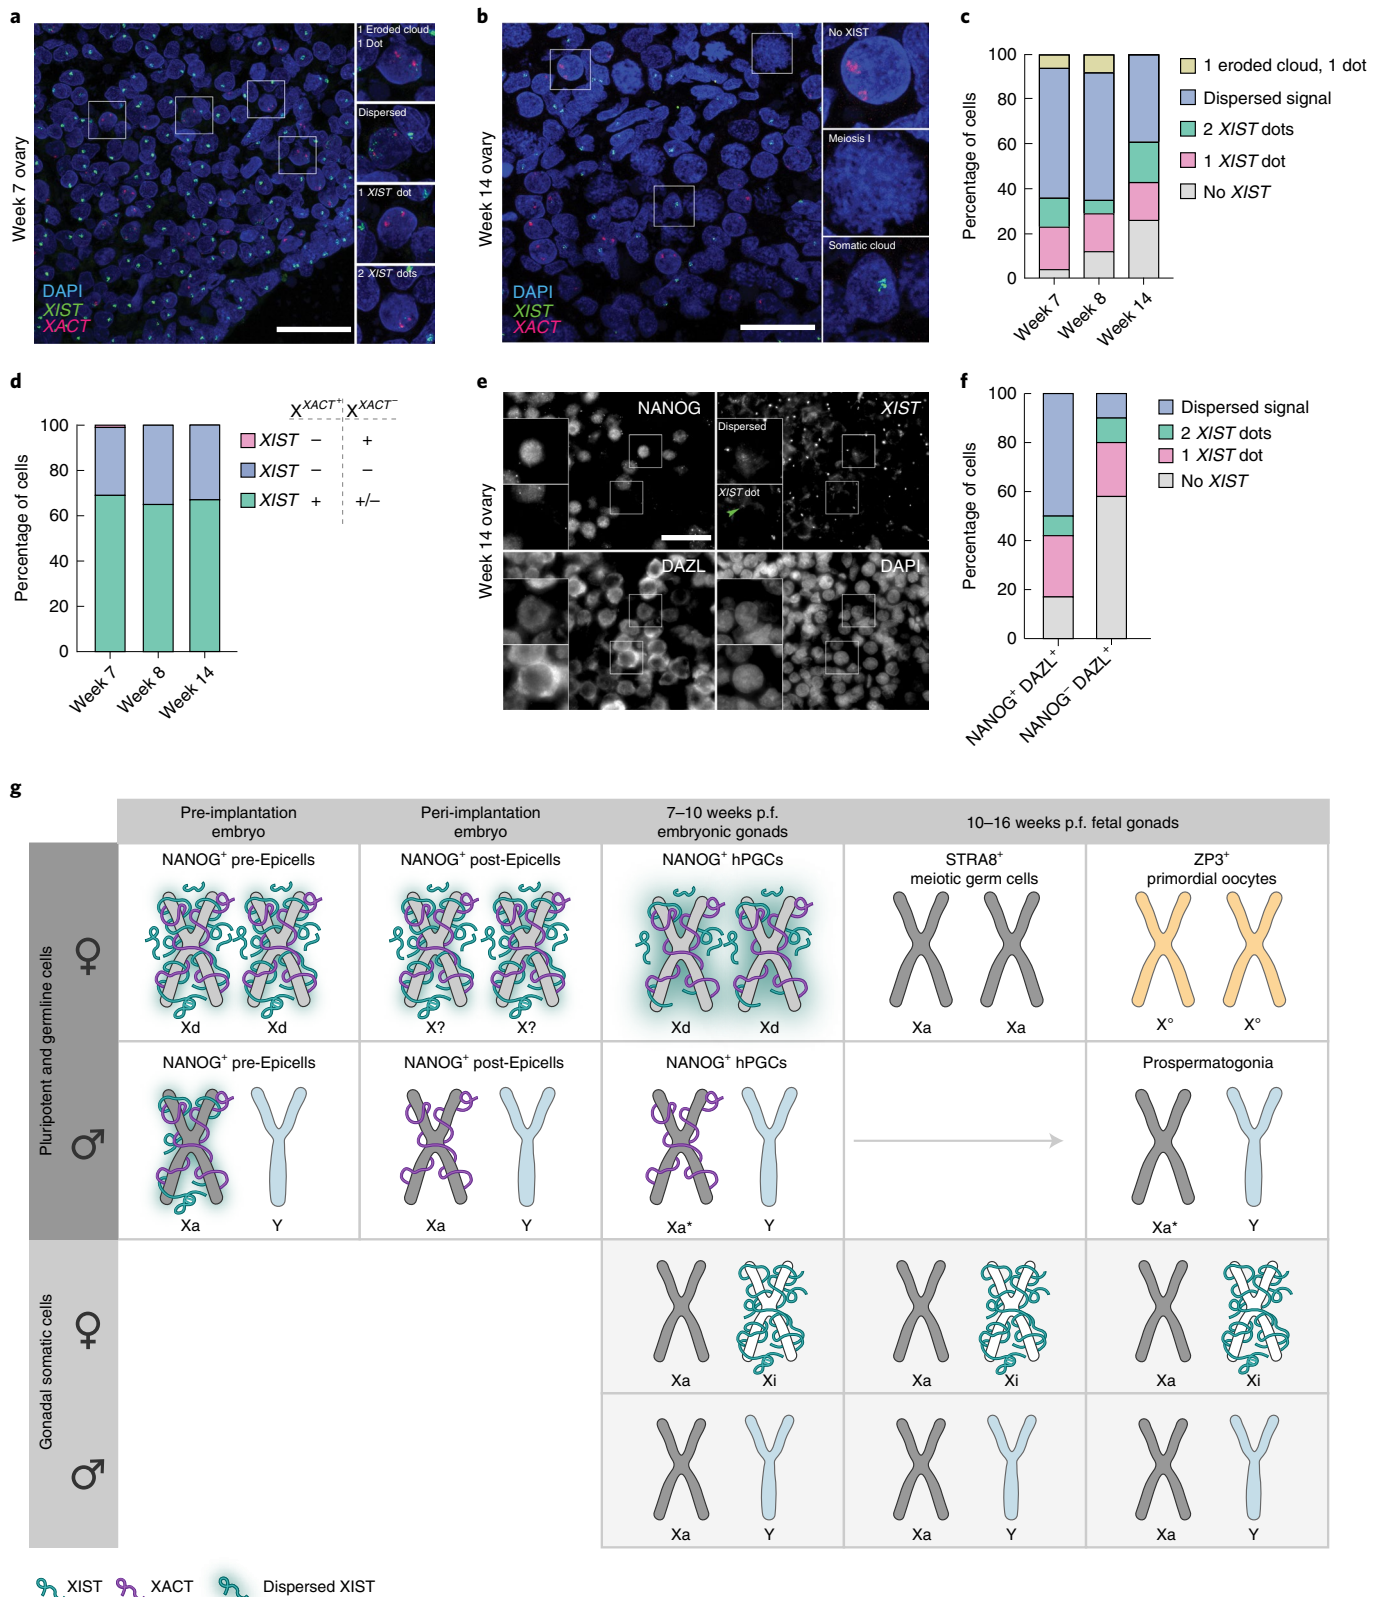 a
Week 7 ovary
1 Eroded cloud
1 Dot
Dispersed
1 XIST dot
2 XIST dots
DAPI
XIST
XACT
b
Week 14 ovary
No XIST
Meiosis I
Somatic cloud
DAPI
XIST
XACT
c
Percentage of cells
100
80
60
40
20
0
Week 7
Week 8
Week 14
1 eroded cloud, 1 dot
Dispersed signal
2 XIST dots
1 XIST dot
No XIST
d
Percentage of cells
100
80
60
40
20
0
Week 7
Week 8
Week 14
X^XACT+ X^XACT−
XIST − +
XIST − −
XIST + +/−
e
Week 14 ovary
NANOG
XIST
Dispersed
XIST dot
DAZL
DAPI
f
Percentage of cells
100
80
60
40
20
0
NANOG+ DAZL+
NANOG− DAZL+
Dispersed signal
2 XIST dots
1 XIST dot
No XIST
g
Pre-implantation
embryo
Peri-implantation
embryo
7–10 weeks p.f.
embryonic gonads
10–16 weeks p.f. fetal gonads
Pluripotent and germline cells
♀
NANOG+ pre-Epicells
Xd Xd
NANOG+ post-Epicells
X? X?
NANOG+ hPGCs
Xd Xd
STRA8+
meiotic germ cells
Xa Xa
ZP3+
primordial oocytes
X° X°
♂
NANOG+ pre-Epicells
Xa Y
NANOG+ post-Epicells
Xa Y
NANOG+ hPGCs
Xa* Y
Prospermatogonia
Xa* Y
Gonadal somatic cells
♀
Xa Xi
Xa Xi
Xa Xi
♂
Xa Y
Xa Y
Xa Y
XIST XACT Dispersed XIST